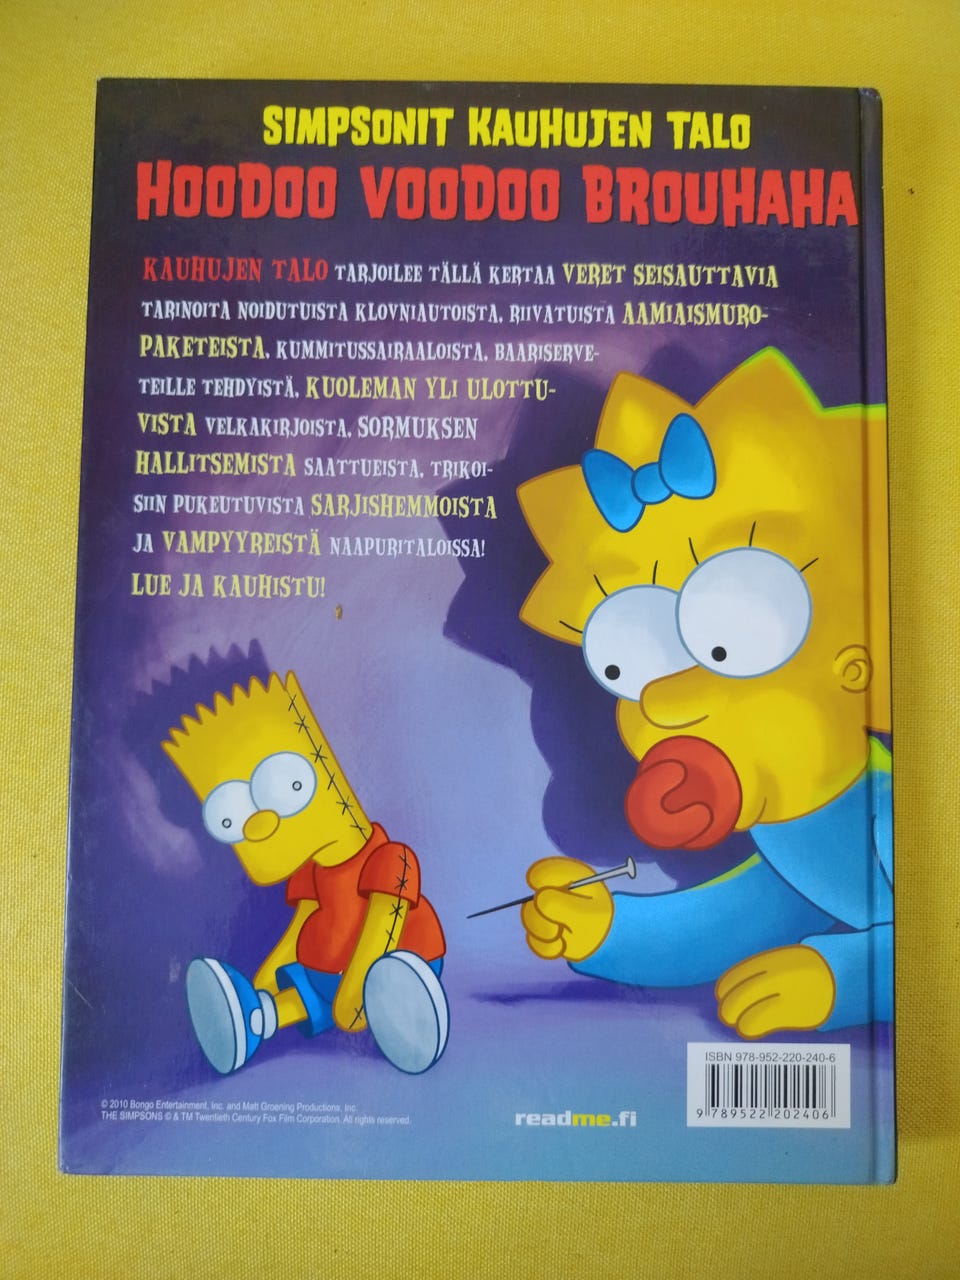 SIMPSONIT KAUHUJEN TALO
HOODOO VOODOO BROUHAHA
KAUHUJEN TALO TARJOILEE TÄLLÄ KERTAA VERET SEISAUTTAVIA
TARINOITA NOIDUTUISTA KLOVNIAUTOISTA, RIIVATUISTA AAMIAISMURO-
PAKETEISTA, KUMMITUSSAIRAALOISTA, BAARISERVE-
TEILLE TEHDYISTÄ, KUOLEMAN YLI ULOTTU-
VISTA VELKAKIRJOISTA, SORMUKSEN
HALLITSEMISTA SAATTUEISTA, TRIKOI-
SIIN PUKEUTUVISTA SARJISHEMMOISTA
JA VAMPYYREISTÄ NAAPURITALOISSA!
LUE JA KAUHISTU!
ISBN 978-952-220-240-6
9 789522 202406
© 2010 Bongo Entertainment, Inc. and Matt Groening Productions, Inc.
THE SIMPSONS © & TM Twentieth Century Fox Film Corporation. All rights reserved.
readme.fi